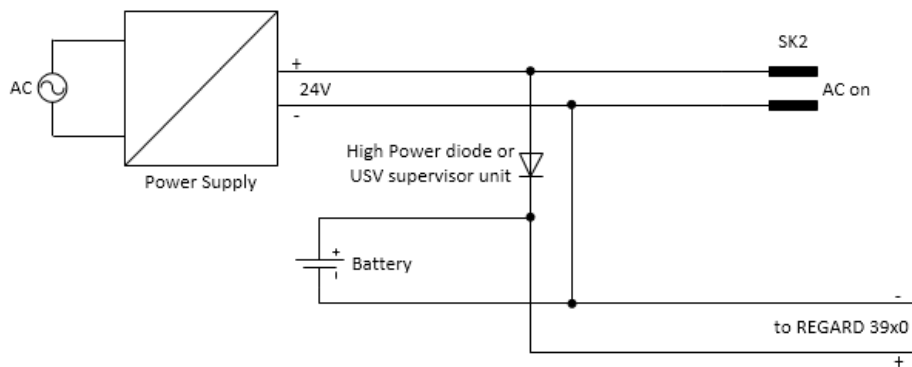 SK2
+
AC
24V
AC on
-
High Power diode or
USV supervisor unit
Power Supply
+
Battery
-
-
to REGARD 39x0
+